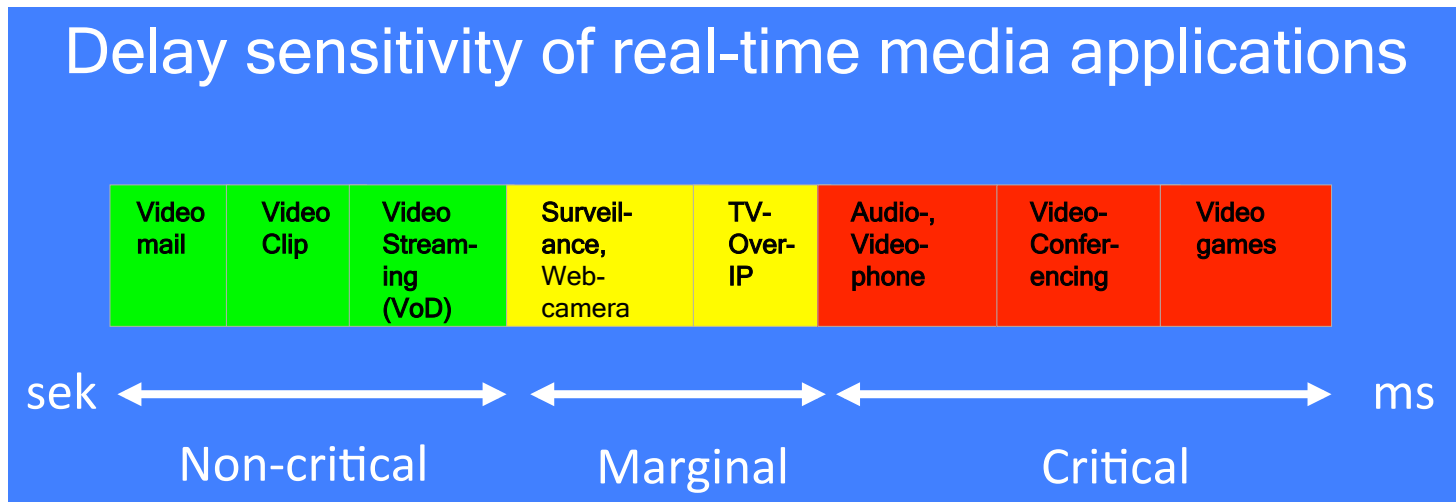 Delay sensitivity of real-time media applications
Video
mail
Video
Clip
Video
Stream-
ing
(VoD)
Surveil-
ance,
Web-
camera
TV-
Over-
IP
Audio-,
Video-
phone
Video-
Confer-
encing
Video
games
sek
ms
Non-critical
Marginal
Critical